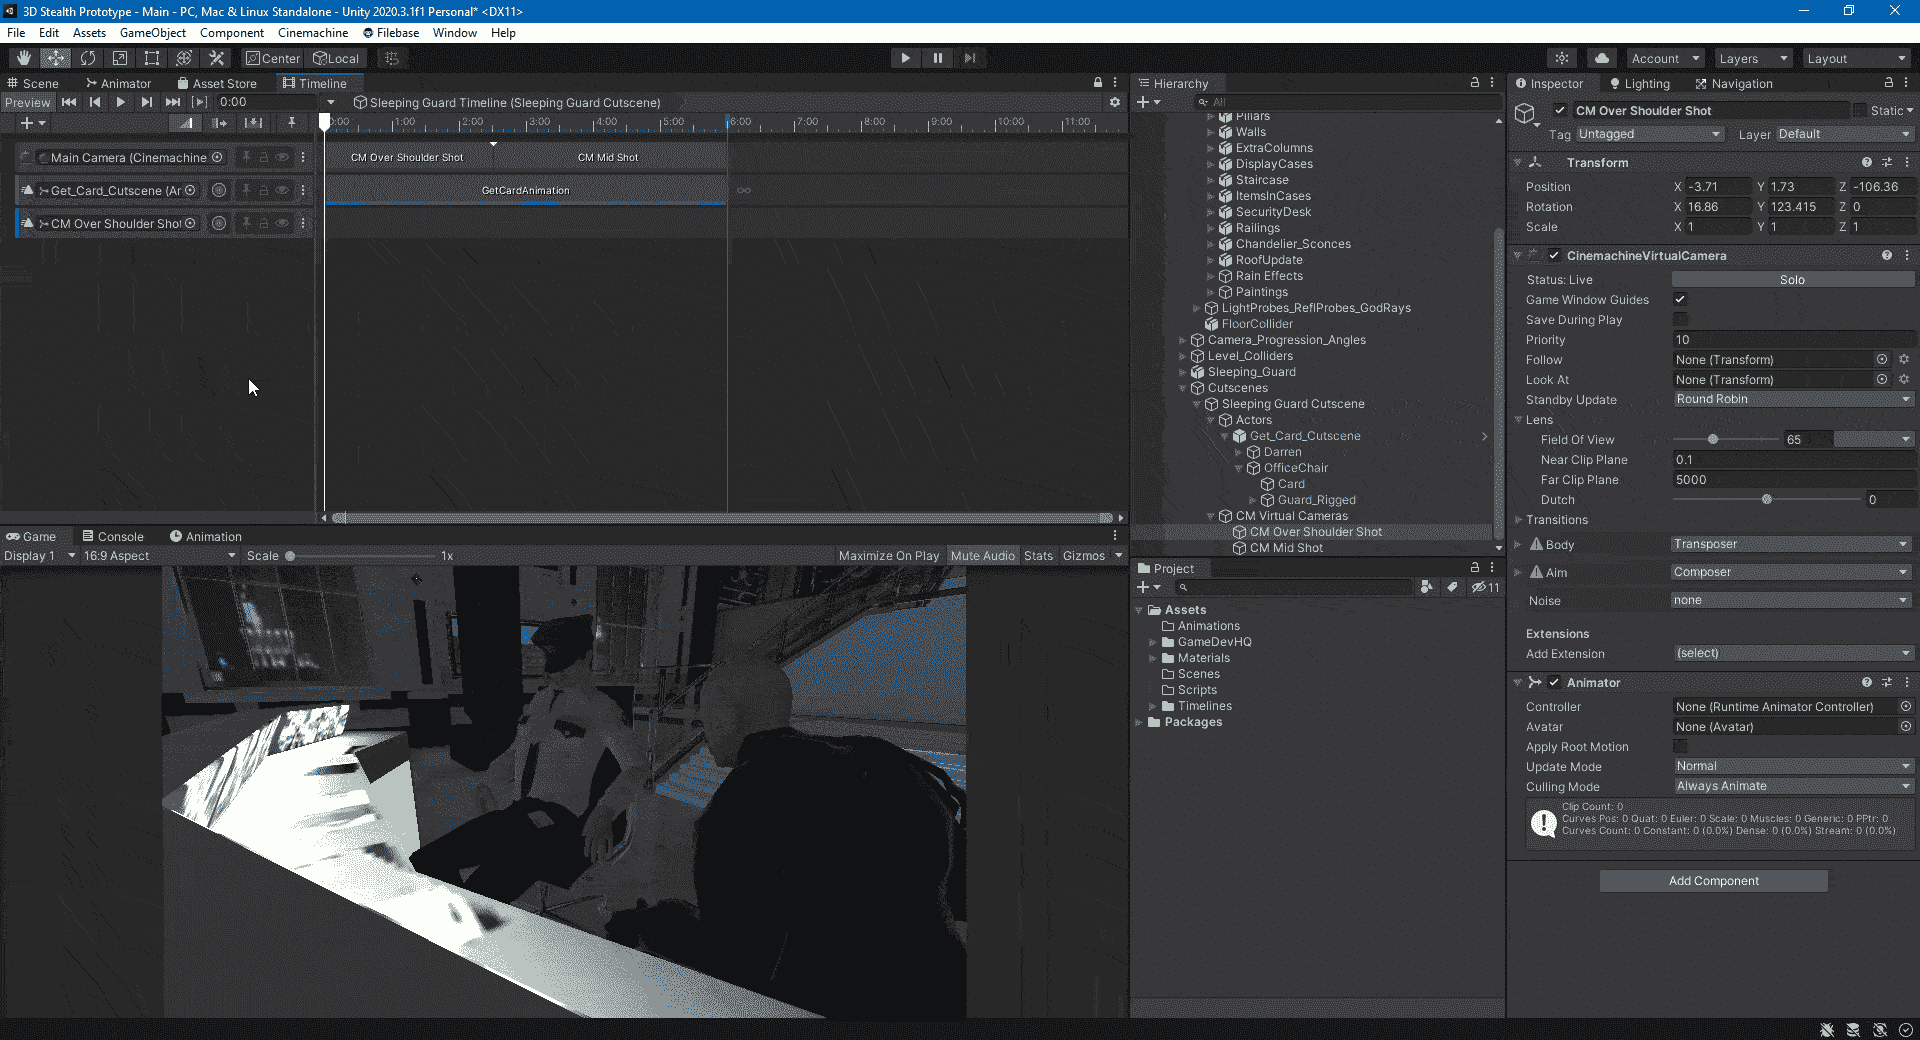 3D Stealth Prototype - Main - PC, Mac & Linux Standalone - Unity 2020.3.1f1 Personal* <DX11>
File Edit Assets GameObject Component Cinemachine Filebase Window Help
Center Local Account Layers Layout
Scene Animator Asset Store Timeline
Preview 0:00 Sleeping Guard Timeline (Sleeping Guard Cutscene)
0:00 1:00 2:00 3:00 4:00 5:00 6:00 7:00 8:00 9:00 10:00 11:00
Main Camera (Cinemachine CM Over Shoulder Shot CM Mid Shot
Get_Card_Cutscene (Ar GetCardAnimation
CM Over Shoulder Shot
Game Console Animation
Display 1 16:9 Aspect Scale 1x Maximize On Play Mute Audio Stats Gizmos
Hierarchy
All
Pillars
Walls
ExtraColumns
DisplayCases
Staircase
ItemsInCases
SecurityDesk
Railings
Chandelier_Sconces
RoofUpdate
Rain Effects
Paintings
LightProbes_ReflProbes_GodRays
FloorCollider
Camera_Progression_Angles
Level_Colliders
Sleeping_Guard
Cutscenes
Sleeping Guard Cutscene
Actors
Get_Card_Cutscene
Darren
OfficeChair
Card
Guard_Rigged
CM Virtual Cameras
CM Over Shoulder Shot
CM Mid Shot
Project
11
Assets
Animations
GameDevHQ
Materials
Scenes
Scripts
Timelines
Packages
Inspector Lighting Navigation
CM Over Shoulder Shot Static
Tag Untagged Layer Default
Transform
Position X -3.71 Y 1.73 Z -106.36
Rotation X 16.86 Y 123.415 Z 0
Scale X 1 Y 1 Z 1
CinemachineVirtualCamera
Status: Live Solo
Game Window Guides
Save During Play
Priority 10
Follow None (Transform)
Look At None (Transform)
Standby Update Round Robin
Lens
Field Of View 65
Near Clip Plane 0.1
Far Clip Plane 5000
Dutch 0
Transitions
Body Transposer
Aim Composer
Noise none
Extensions
Add Extension (select)
Animator
Controller None (Runtime Animator Controller)
Avatar None (Avatar)
Apply Root Motion
Update Mode Normal
Culling Mode Always Animate
Clip Count: 0
Curves Pos: 0 Quat: 0 Euler: 0 Scale: 0 Muscles: 0 Generic: 0 PPtr: 0
Curves Count: 0 Constant: 0 (0.0%) Dense: 0 (0.0%) Stream: 0 (0.0%)
Add Component